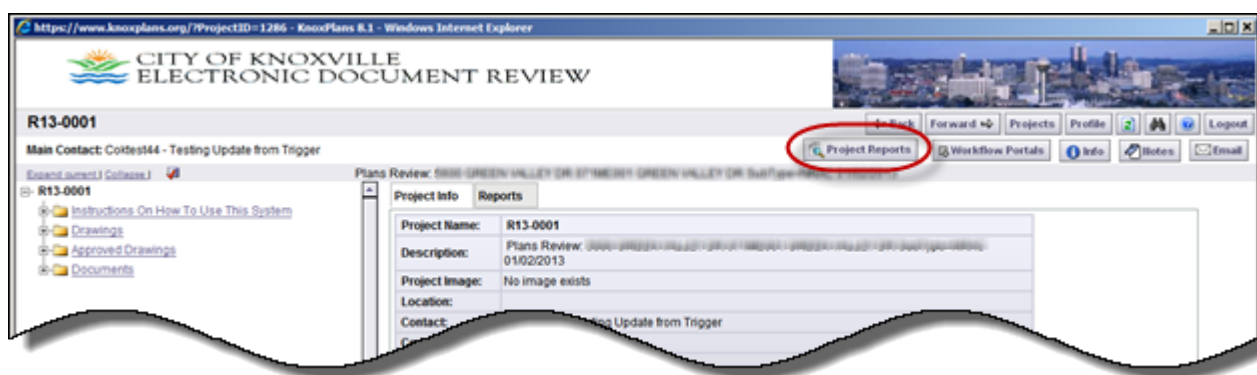 https://www.knoxplans.org/?ProjectID=1286 - KnoxPlans 8.1 - Windows Internet Explorer
CITY OF KNOXVILLE
ELECTRONIC DOCUMENT REVIEW
R13-0001
Back Forward Projects Profile Logout
Main Contact: Coktest44 - Testing Update from Trigger
Project Reports Workflow Portals Info Notes Email
Expand current | Collapse |
Plans Review:
R13-0001
Instructions On How To Use This System
Drawings
Approved Drawings
Documents
Project Info Reports
Project Name: R13-0001
Description: Plans Review:
01/02/2013
Project Image: No image exists
Location:
Contact: Testing Update from Trigger